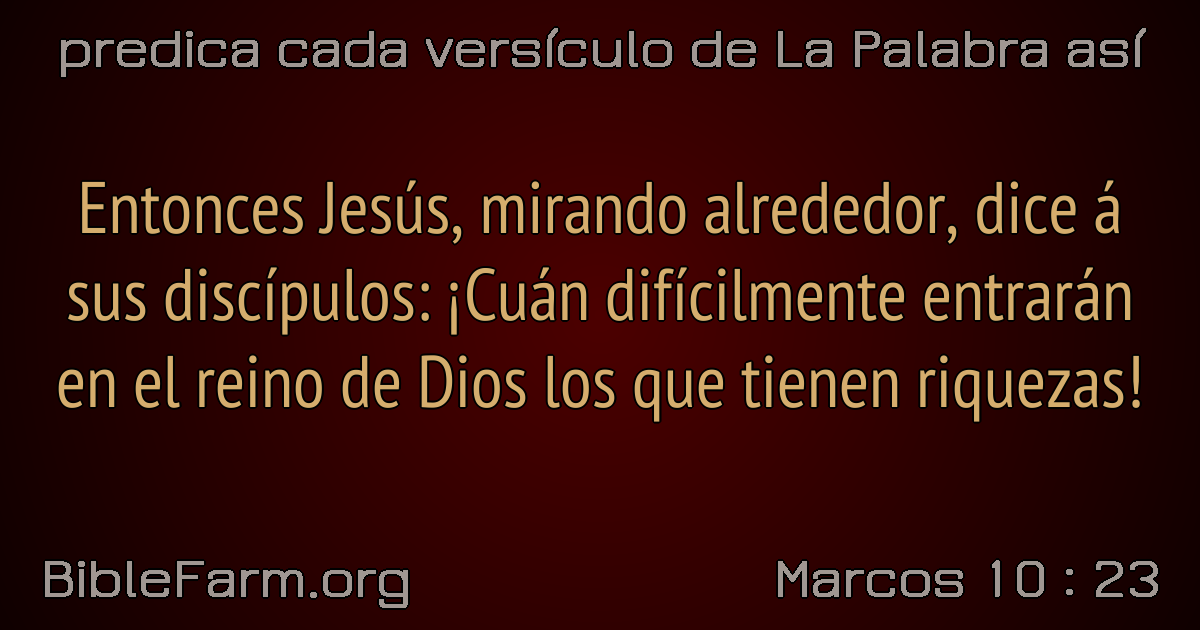 predica cada versículo de La Palabra así
Entonces Jesús, mirando alrededor, dice á
sus discípulos: ¡Cuán difícilmente entrarán
en el reino de Dios los que tienen riquezas!
BibleFarm.org
Marcos 10 : 23